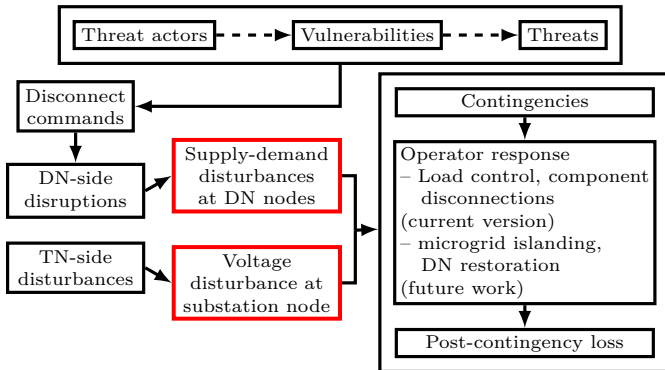 Threat actors
Vulnerabilities
Threats
Disconnect
commands
DN-side
disruptions
TN-side
disturbances
Supply-demand
disturbances
at DN nodes
Voltage
disturbance at
substation node
Contingencies
Operator response
– Load control, component
disconnections
(current version)
– microgrid islanding,
DN restoration
(future work)
Post-contingency loss